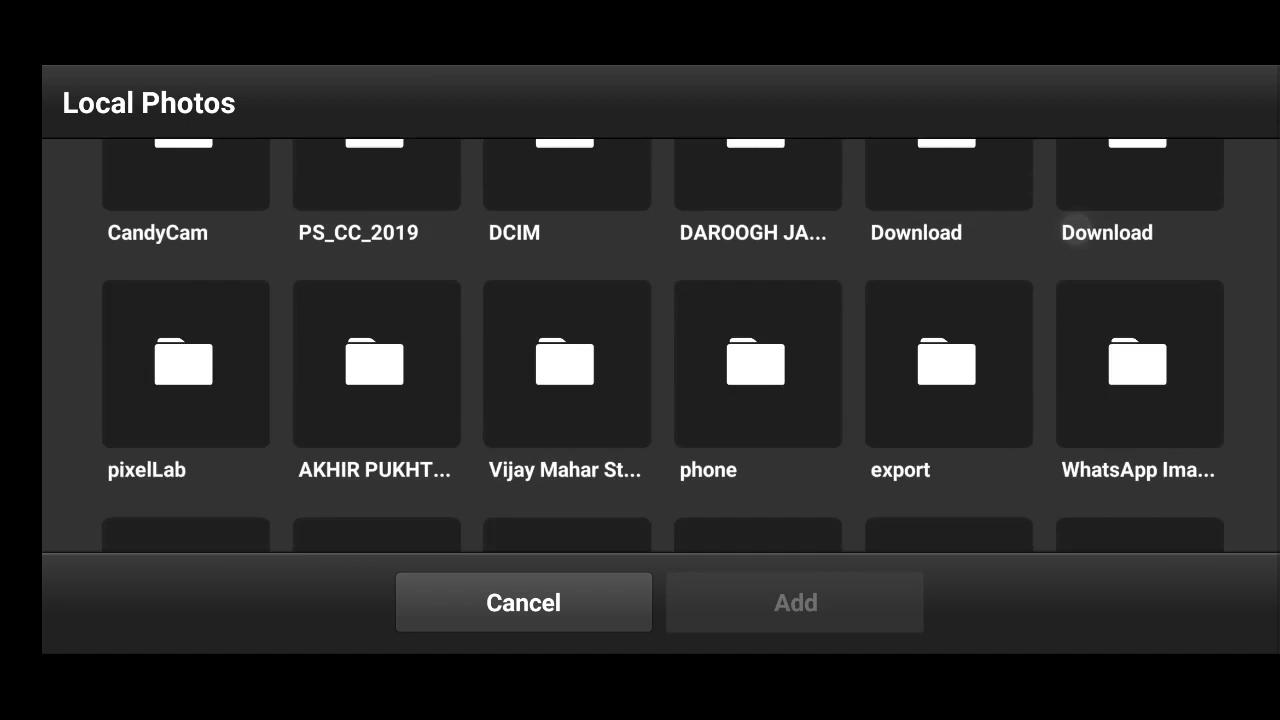 Local Photos
CandyCam PS_CC_2019 DCIM DAROOGH JA... Download Download
pixelLab AKHIR PUKHT... Vijay Mahar St... phone export WhatsApp Ima...
Cancel Add